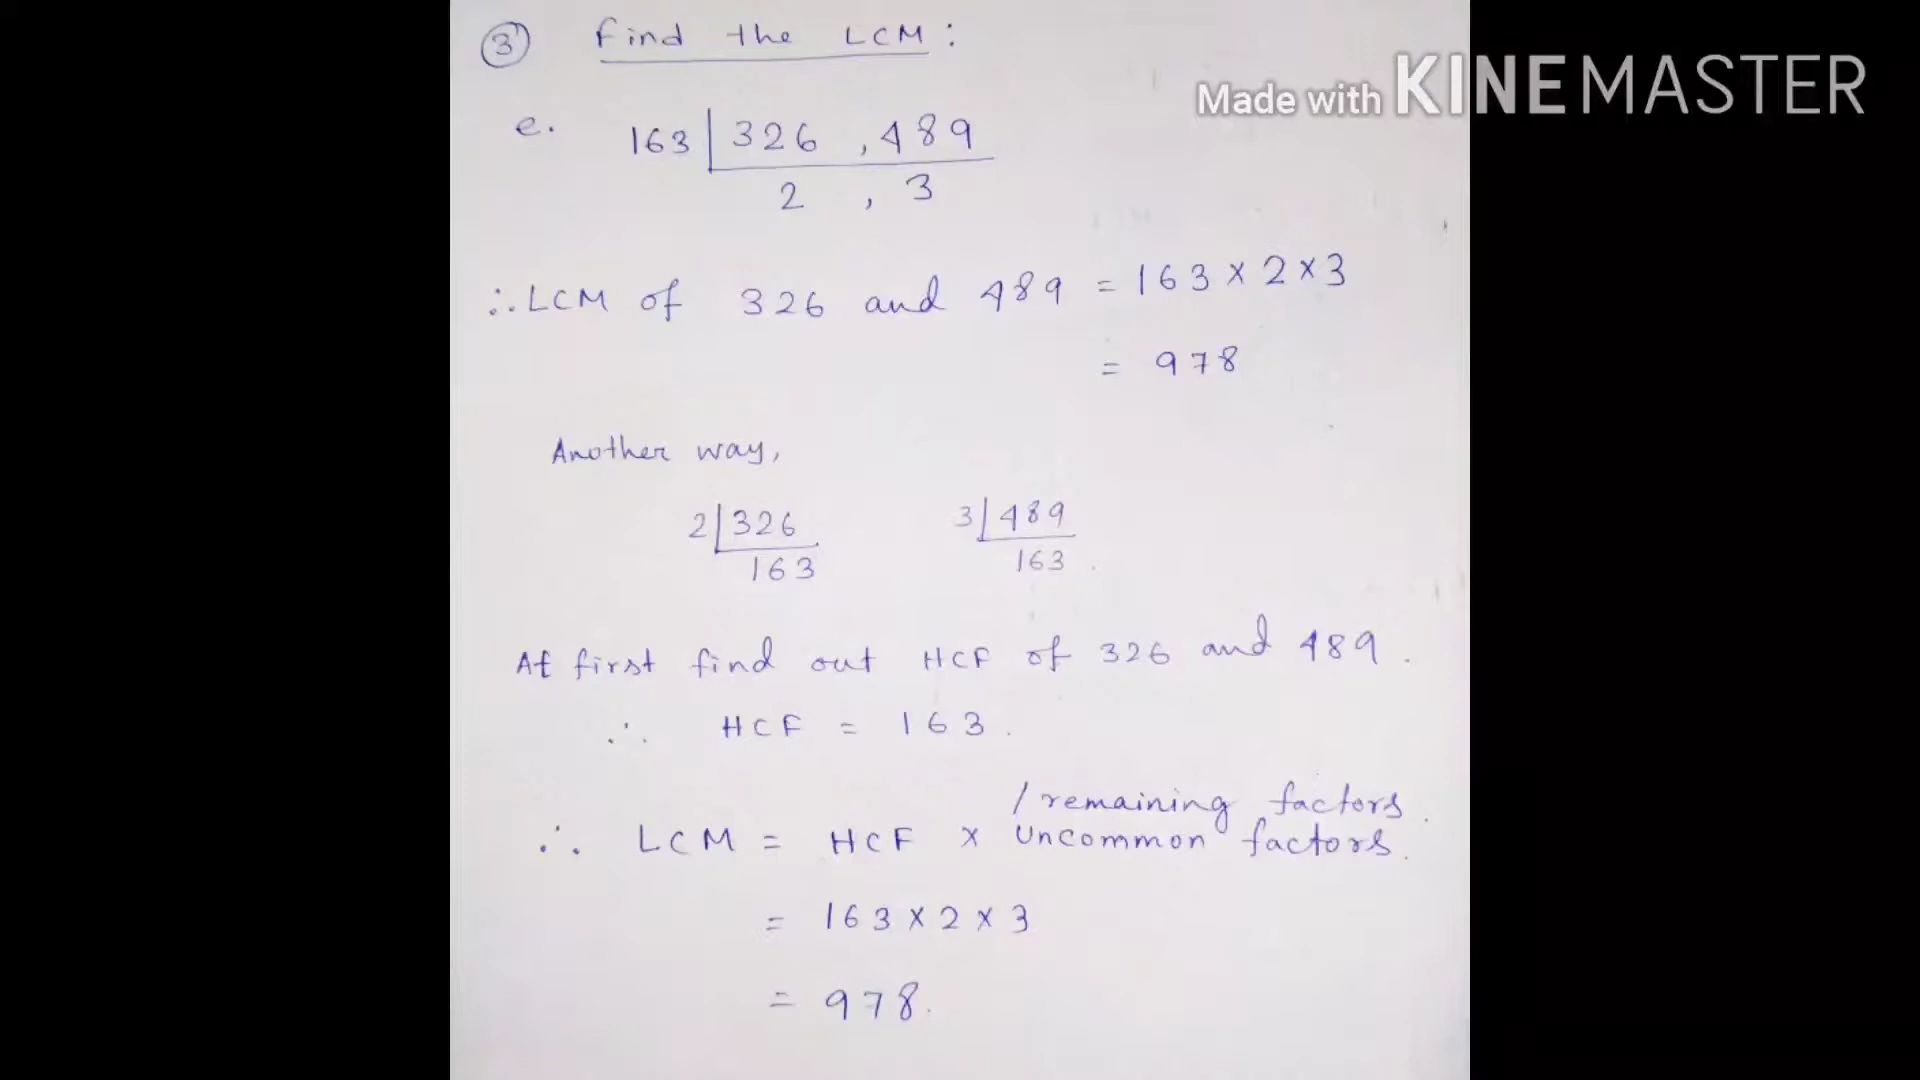 ③ Find the LCM:
Made with KINEMASTER
e. 163 | 326 , 489
2 , 3
∴ LCM of 326 and 489 = 163 × 2 × 3
= 978
Another way,
2 | 326 3 | 489
163 163
At first find out HCF of 326 and 489.
∴ HCF = 163.
/ remaining factors.
∴ LCM = HCF × Uncommon factors.
= 163 × 2 × 3
= 978.